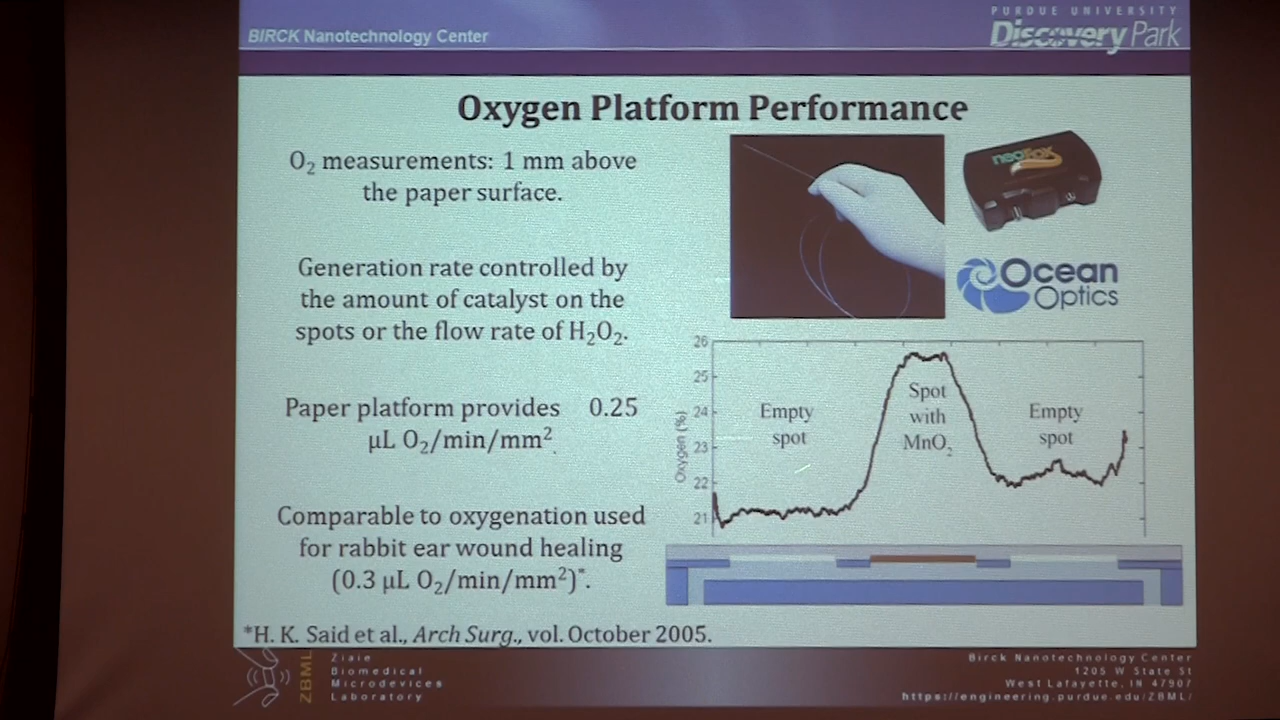 BIRCK Nanotechnology Center
PURDUE UNIVERSITY
Discovery Park
Oxygen Platform Performance
O₂ measurements: 1 mm above
the paper surface.
Generation rate controlled by
the amount of catalyst on the
spots or the flow rate of H₂O₂.
Paper platform provides 0.25
µL O₂/min/mm².
Comparable to oxygenation used
for rabbit ear wound healing
(0.3 µL O₂/min/mm²)*.
neoFox
Ocean
Optics
26
25
24
23
22
21
Oxygen (%)
Empty
spot
Spot
with
MnO₂
Empty
spot
*H. K. Said et al., Arch Surg., vol. October 2005.
ZBML
Ziaie
Biomedical
Microdevices
Laboratory
Birck Nanotechnology Center
1205 W State St
West Lafayette, IN 47907
https://engineering.purdue.edu/ZBML/